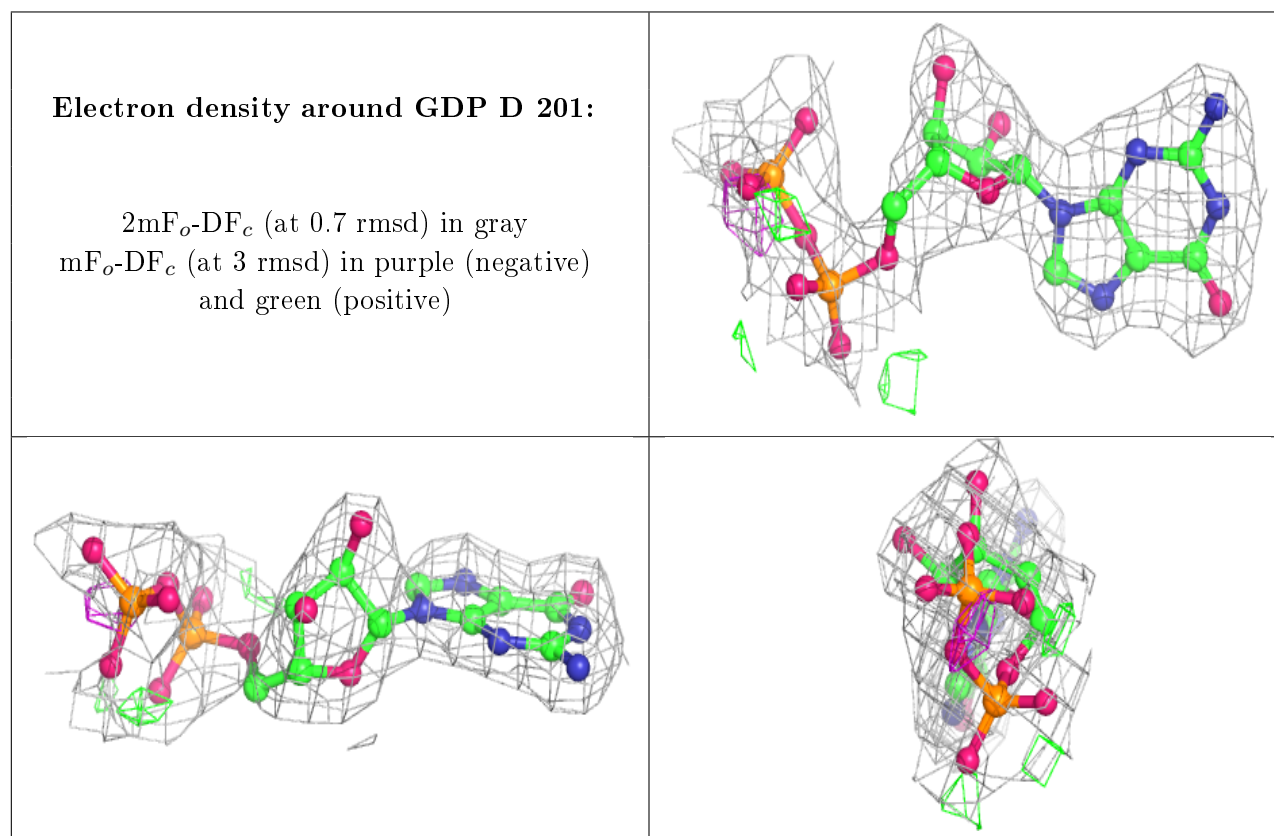 Electron density around GDP D 201:
2mFo-DFc (at 0.7 rmsd) in gray
mFo-DFc (at 3 rmsd) in purple (negative)
and green (positive)